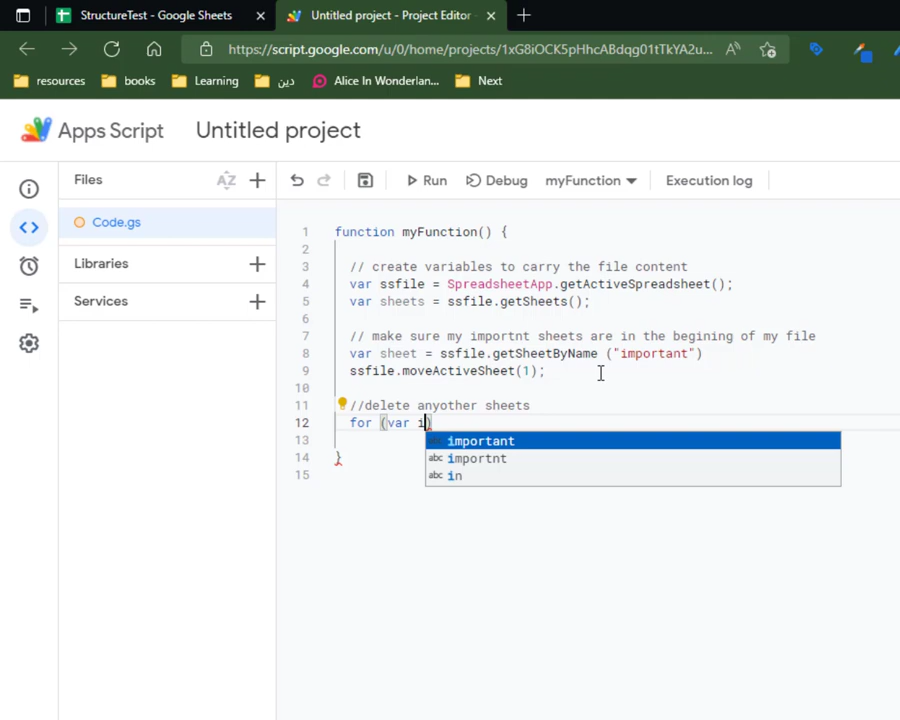 StructureTest - Google Sheets
Untitled project - Project Editor
https://script.google.com/u/0/home/projects/1xG8iOCK5pHhcABdqg01tTkYA2u...
resources
books
Learning
دين
Alice In Wonderlan...
Next
Apps Script
Untitled project
Files
AZ
Run
Debug
myFunction
Execution log
Code.gs
Libraries
Services
1 function myFunction() {
2
3 // create variables to carry the file content
4 var ssfile = SpreadsheetApp.getActiveSpreadsheet();
5 var sheets = ssfile.getSheets();
6
7 // make sure my importnt sheets are in the begining of my file
8 var sheet = ssfile.getSheetByName ("important")
9 ssfile.moveActiveSheet(1);
10
11 //delete anyother sheets
12 for (var i)
13
14 }
15
abc important
abc importnt
abc in